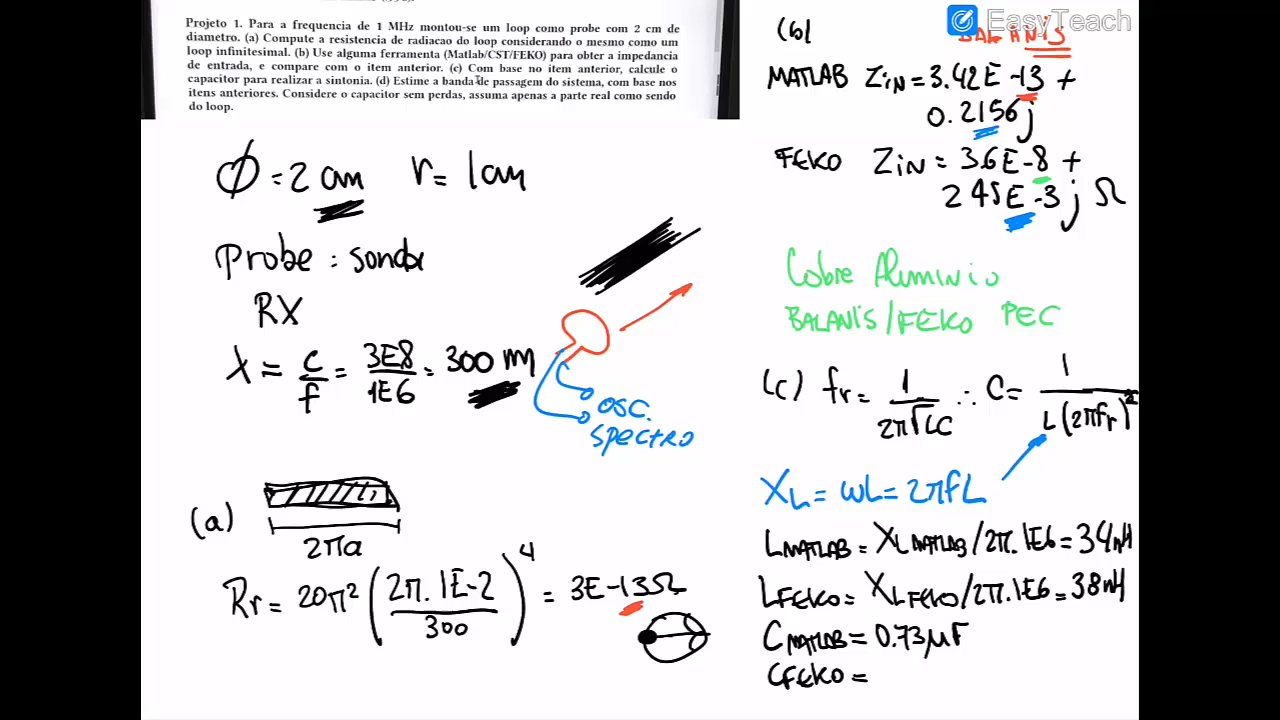 Projeto 1. Para a frequencia de 1 MHz montou-se um loop como probe com 2 cm de
diametro. (a) Compute a resistencia de radiacao do loop considerando o mesmo como um
loop infinitesimal. (b) Use alguma ferramenta (Matlab/CST/FEKO) para obter a impedancia
de entrada, e compare com o item anterior. (c) Com base no item anterior, calcule o
capacitor para realizar a sintonia. (d) Estime a banda de passagem do sistema, com base nos
itens anteriores. Considere o capacitor sem perdas, assuma apenas a parte real como sendo
do loop.
Ø = 2 cm r = 1 cm
Probe : sonda
RX
λ = c/f = 3E8/1E6 = 300 m
OSC.
SPECTRO
(a)
2πa
Rr = 20π² (2π. 1E-2/300)⁴ = 3E-13Ω
EasyTeach
(b) BALANIS
MATLAB Zin = 3.42E-13 +
0.2156j
FEKO Zin = 3.6E-8 +
245E-3j Ω
Cobre Aluminio
BALANIS/FEKO PEC
(c) fr = 1/2π√LC ∴ C = 1/L(2πfr)²
XL = ωL = 2πfL
LMATLAB = XLMATLAB/2π.1E6 = 34nH
LFEKO = XLFEKO/2π.1E6 = 38nH
CMATLAB = 0.73μF
CFEKO =